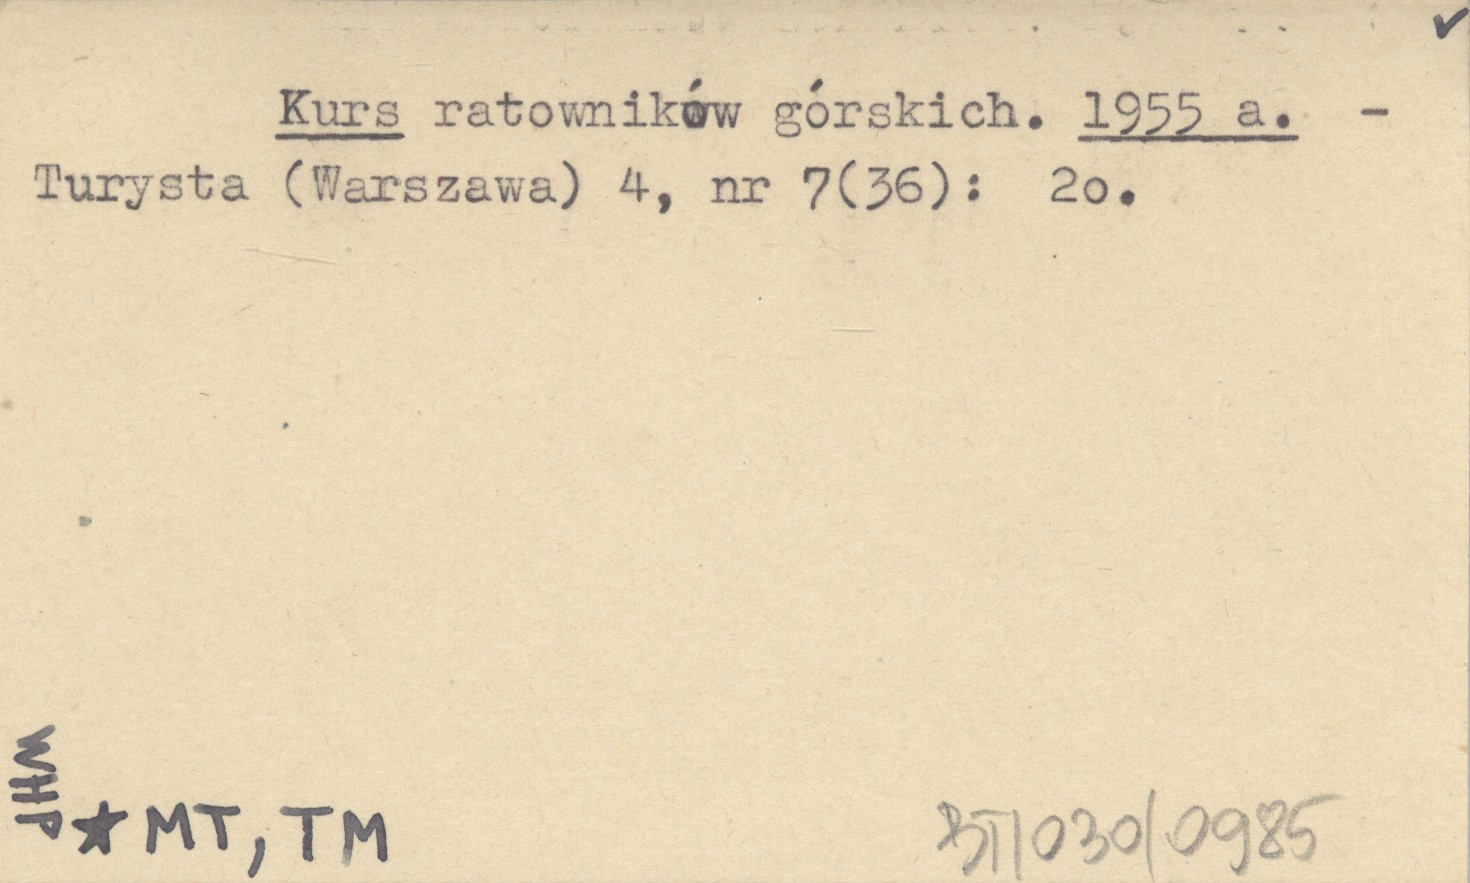 Kurs ratowników górskich. 1955 a. -
Turysta (Warszawa) 4, nr 7(36): 2o.
WHP
★ MT, TM
BT/030/0985